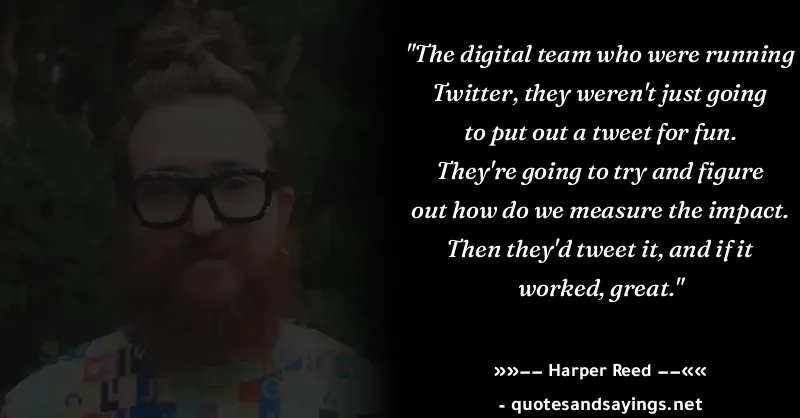 "The digital team who were running
Twitter, they weren't just going
to put out a tweet for fun.
They're going to try and figure
out how do we measure the impact.
Then they'd tweet it, and if it
worked, great."
»»−− Harper Reed −−««
- quotesandsayings.net